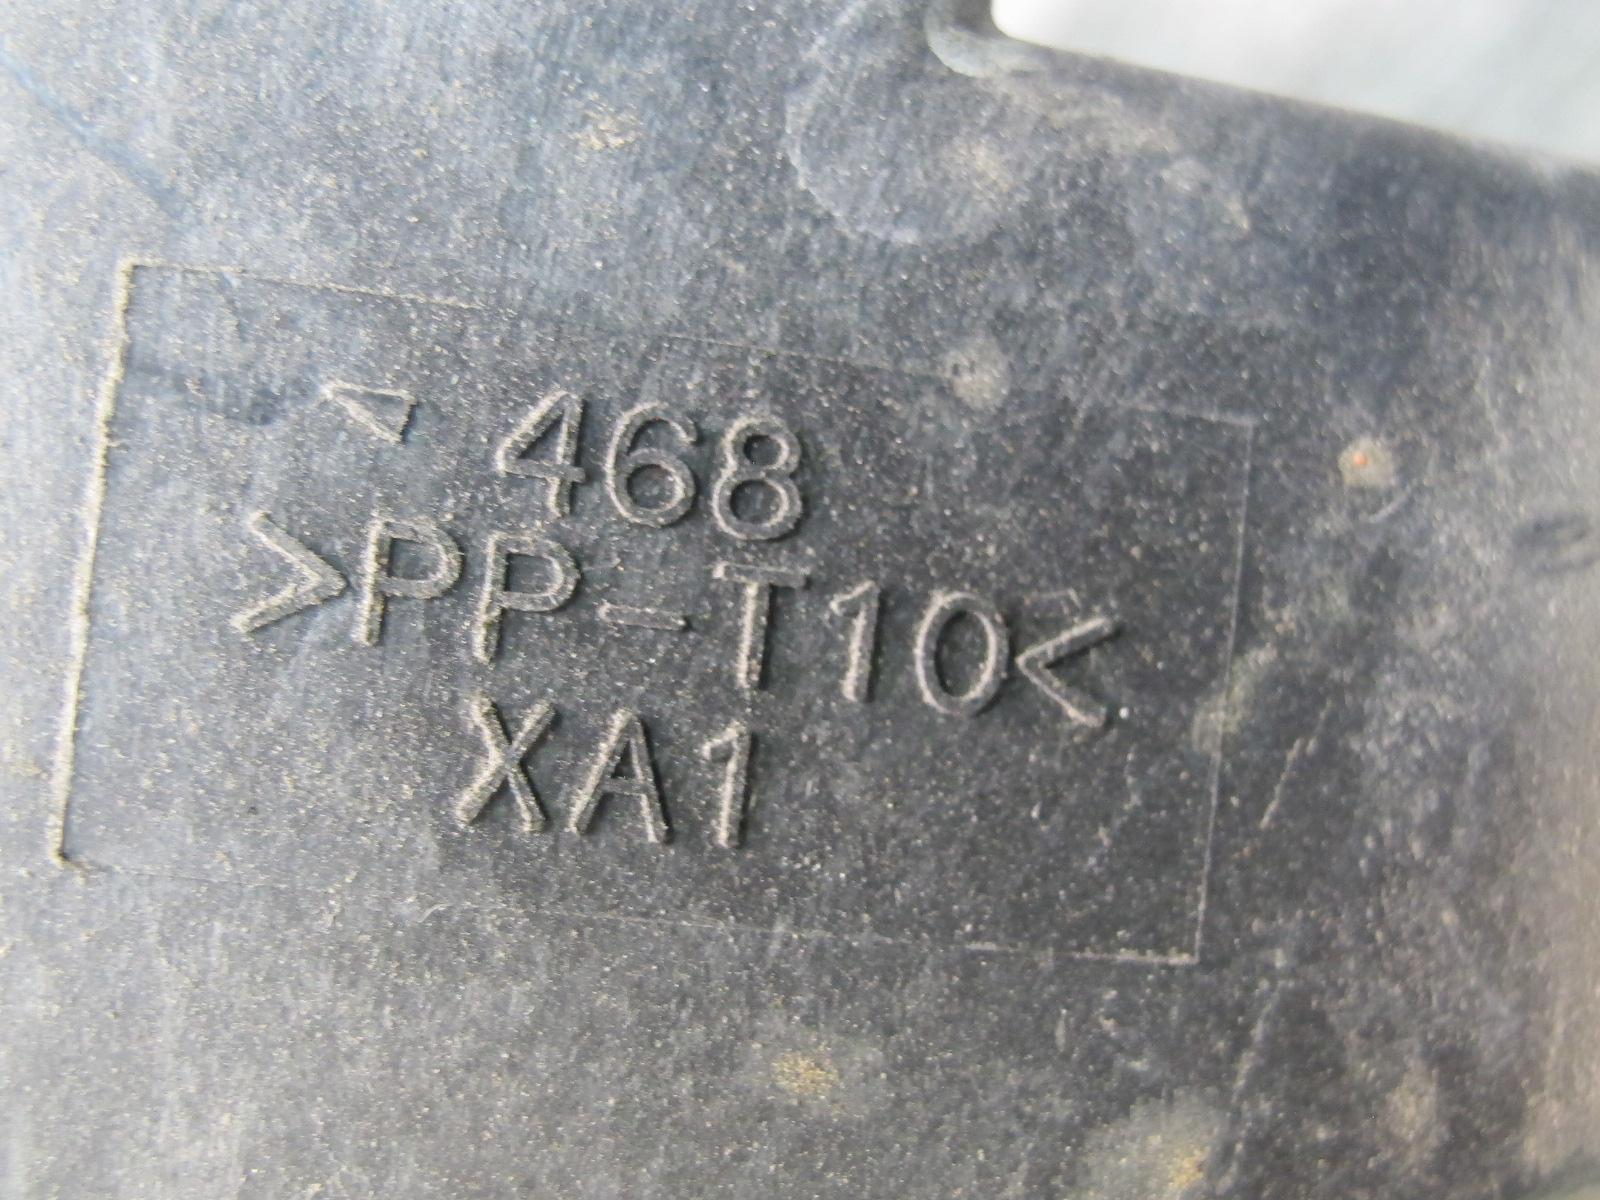 ◁ 468
>PP-T10<
XA1